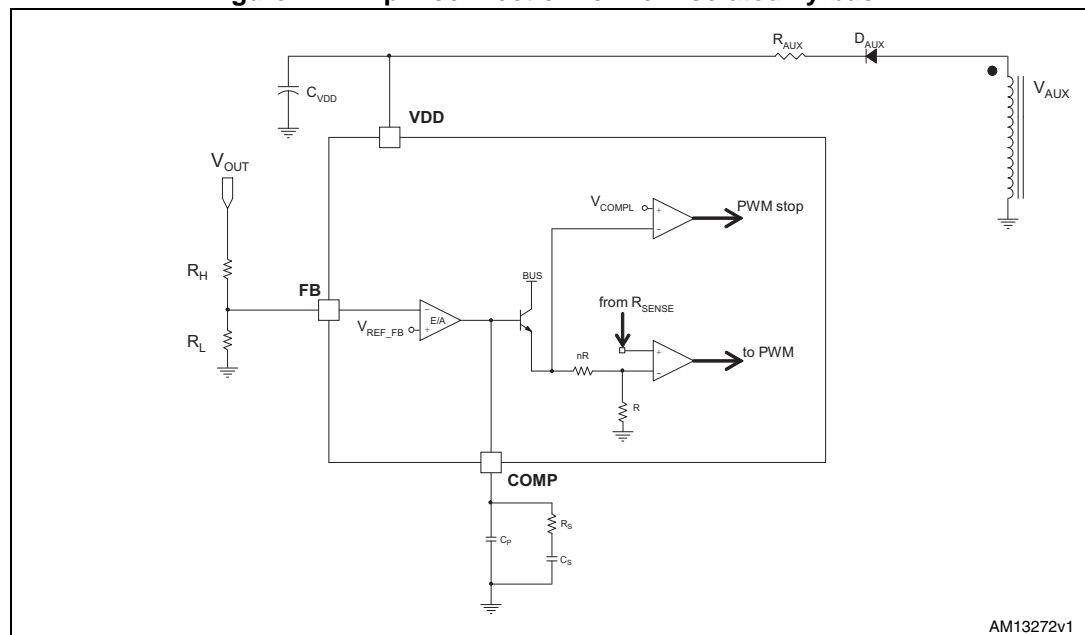 R_AUX
D_AUX
V_AUX
C_VDD
VDD
V_OUT
V_COMPL
+
−
PWM stop
R_H
BUS
FB
from R_SENSE
−
E/A
V_REF_FB
+
+
−
to PWM
R_L
nR
R
COMP
R_S
C_P
C_S
AM13272v1